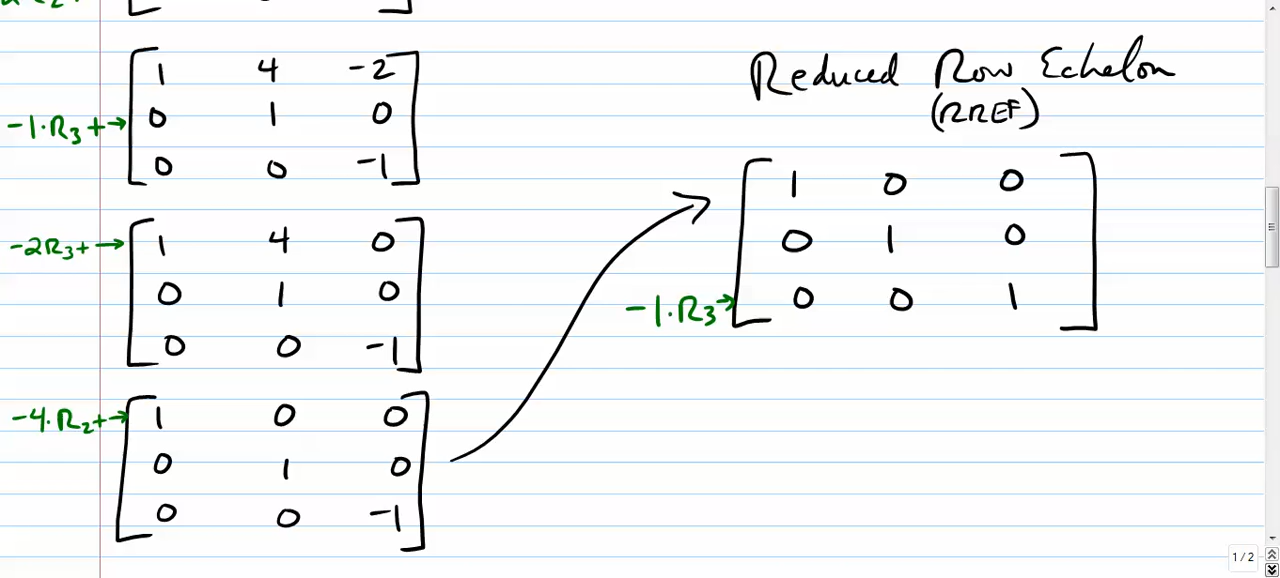 1 4 -2
-1·R3+→ 0 1 0
0 0 -1
-2R3+→ 1 4 0
0 1 0
0 0 -1
-4·R2+→ 1 0 0
0 1 0
0 0 -1
Reduced Row Echelon
(RREF)
1 0 0
0 1 0
-1·R3→ 0 0 1
1/2